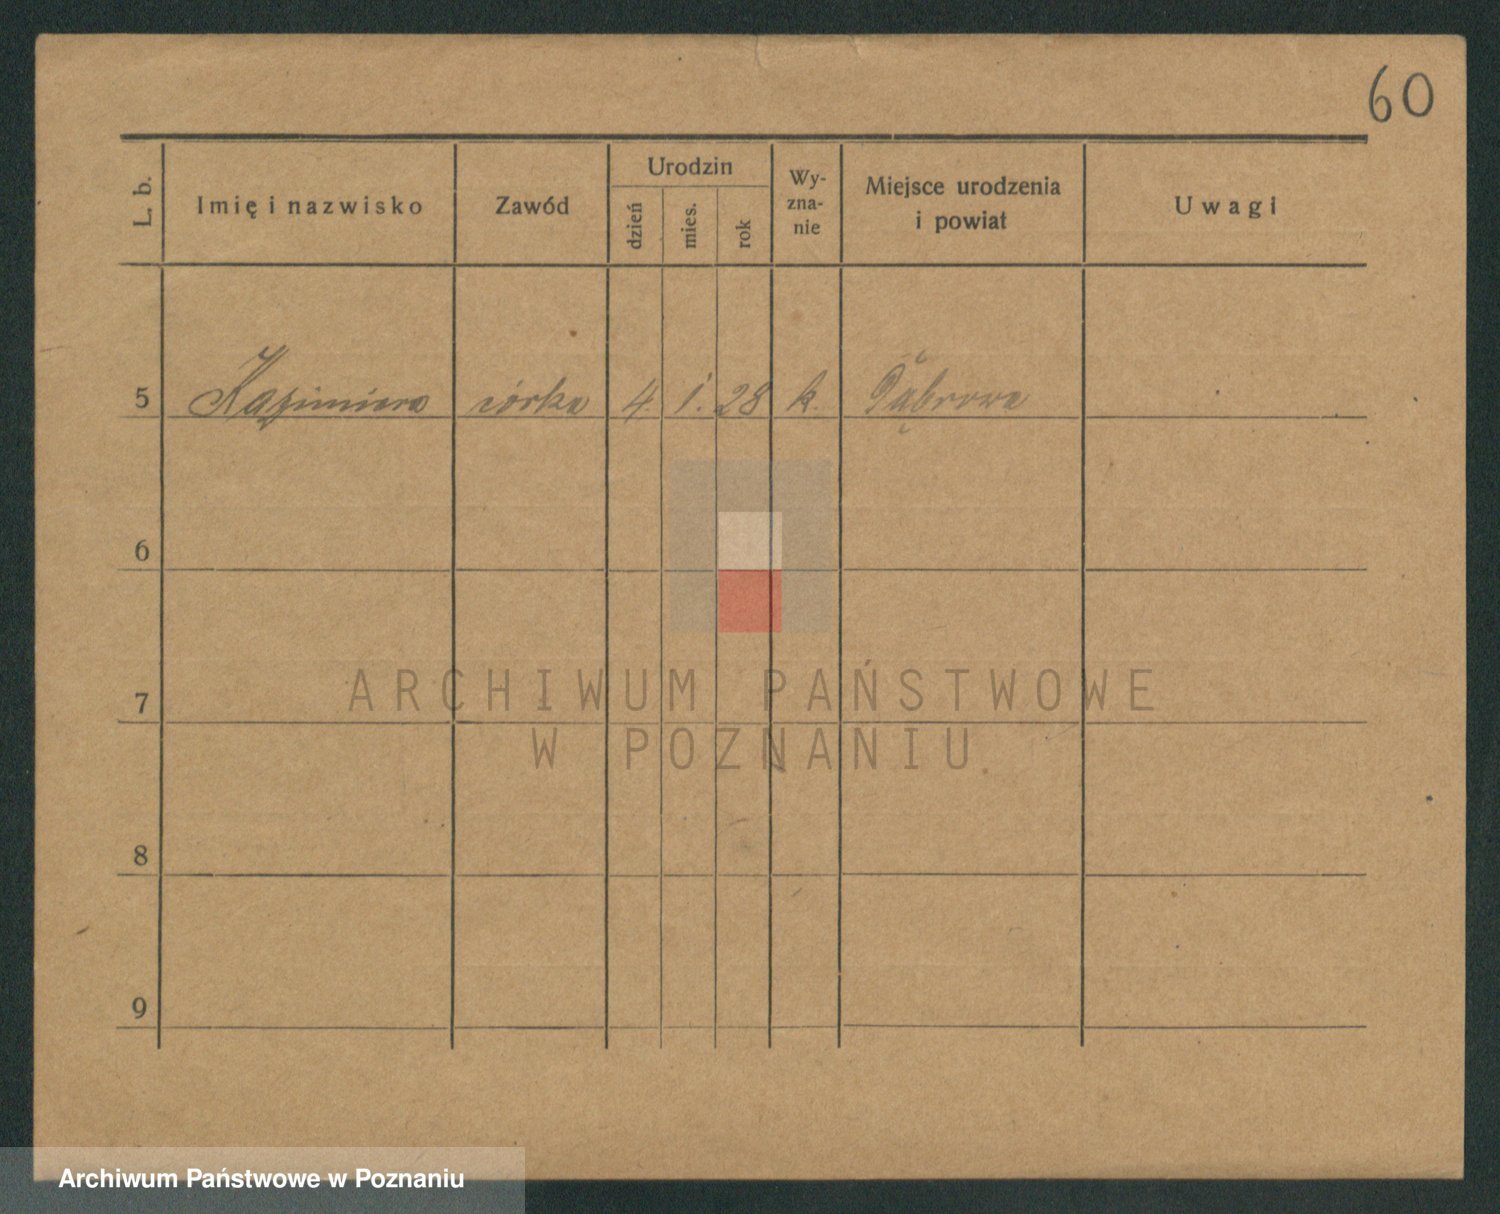 60
L. b.
Imię i nazwisko
Zawód
Urodzin
dzień
mies.
rok
Wy-
zna-
nie
Miejsce urodzenia
i powiat
Uwagi
5 Kazimiera córka 4. 1. 28 k. Dąbrowa
6
7
8
9
ARCHIWUM PAŃSTWOWE
W POZNANIU
Archiwum Państwowe w Poznaniu